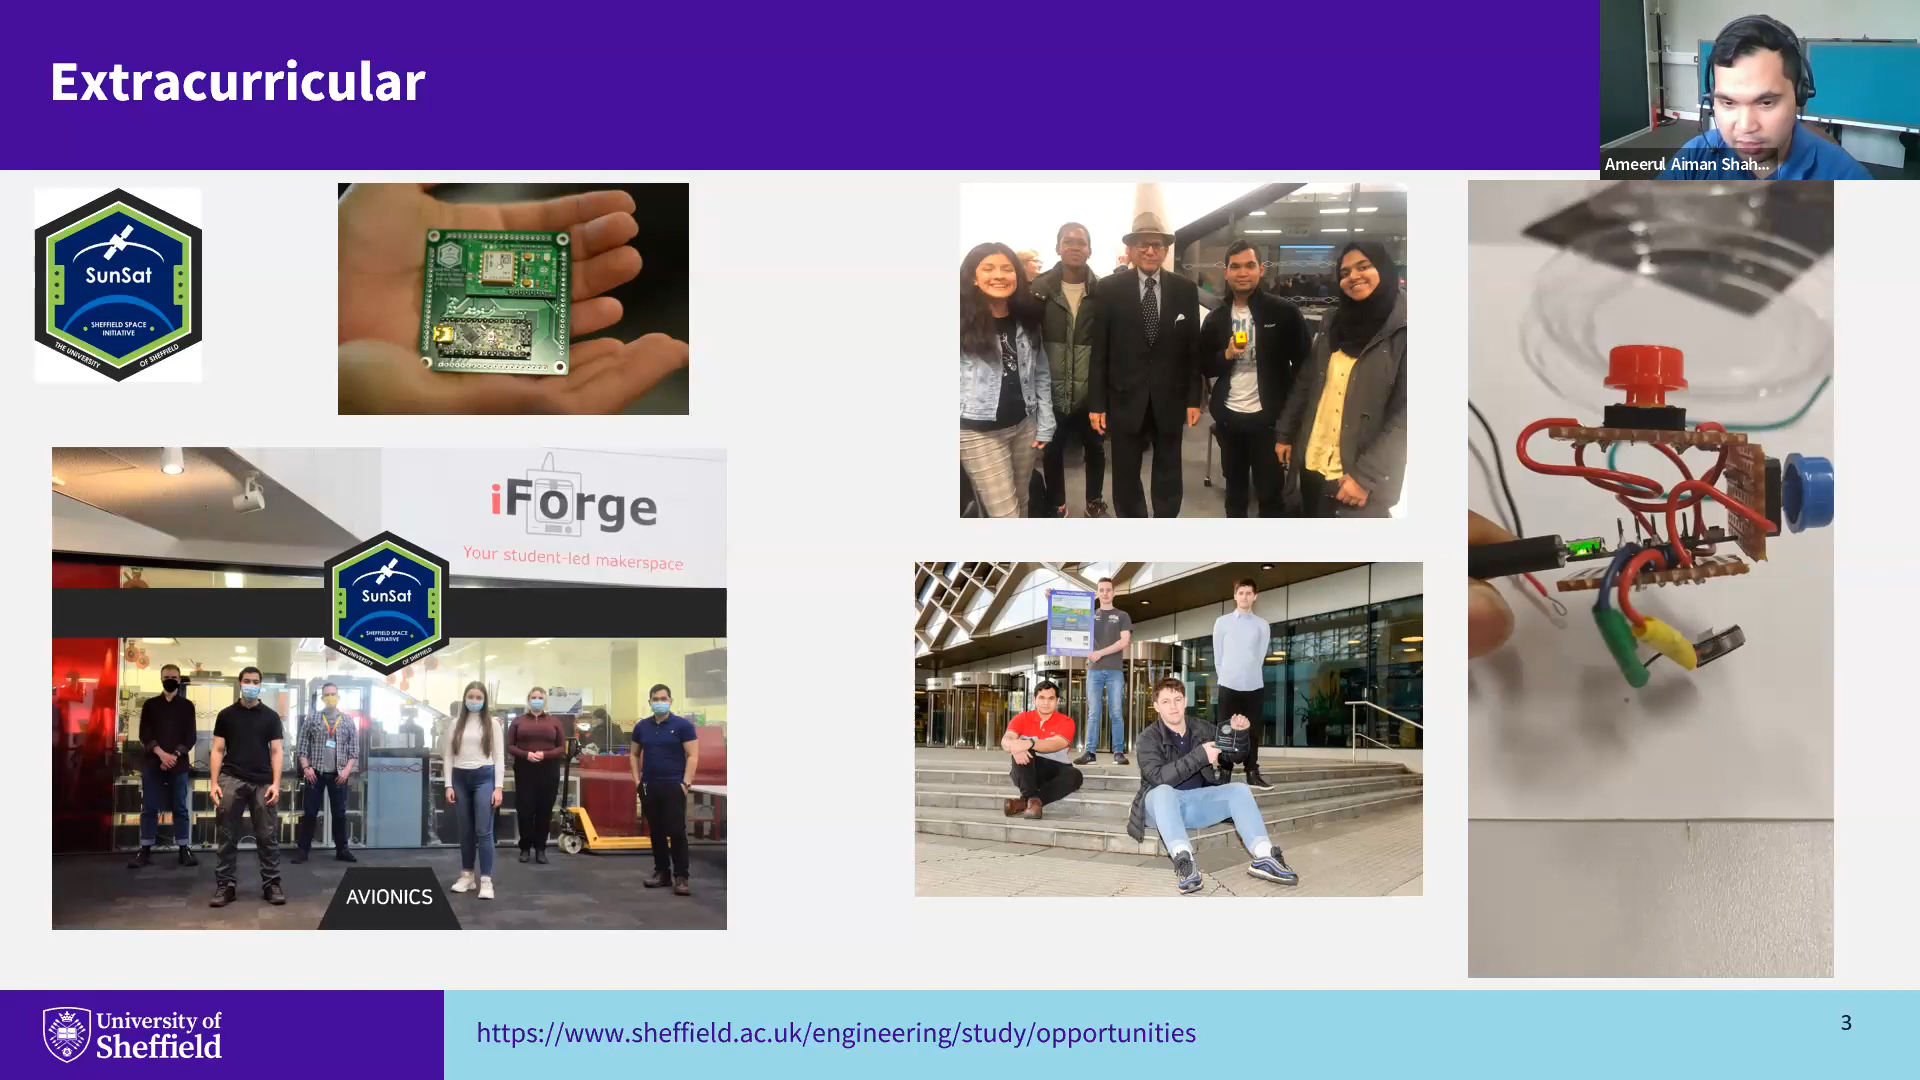 Extracurricular
Ameerul Aiman Shah...
SunSat
SHEFFIELD SPACE
INITIATIVE
THE UNIVERSITY OF SHEFFIELD
iForge
Your student-led makerspace
SunSat
SHEFFIELD SPACE
INITIATIVE
THE UNIVERSITY OF SHEFFIELD
AVIONICS
University of
Sheffield
https://www.sheffield.ac.uk/engineering/study/opportunities
3